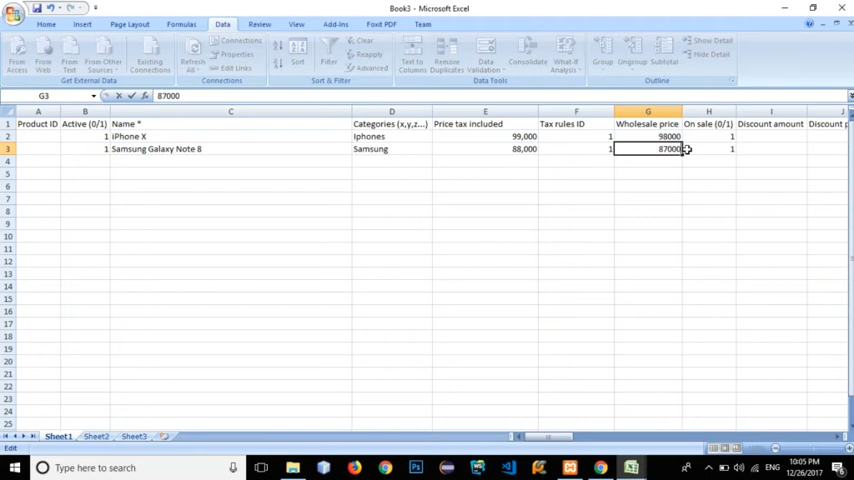 Book3 - Microsoft Excel
Home Insert Page Layout Formulas Data Review View Add-Ins Foxit PDF Team
From Access
From Web
From Text
From Other Sources
Existing Connections
Get External Data
Refresh All
Connections
Properties
Edit Links
Connections
Sort
Filter
Clear
Reapply
Advanced
Sort & Filter
Text to Columns
Remove Duplicates
Data Validation
Consolidate
What-If Analysis
Data Tools
Group
Ungroup
Subtotal
Show Detail
Hide Detail
Outline
G3 fx 87000
A B C D E F G H I J
1 Product ID Active (0/1) Name * Categories (x,y,z...) Price tax included Tax rules ID Wholesale price On sale (0/1) Discount amount Discount p
2 1 iPhone X Iphones 99,000 1 98000 1
3 1 Samsung Galaxy Note 8 Samsung 88,000 1 87000 1
4
5
6
7
8
9
10
11
12
13
14
15
16
17
18
19
20
21
22
23
24
25
Sheet1 Sheet2 Sheet3
Edit
Type here to search
ENG
10:05 PM
12/26/2017